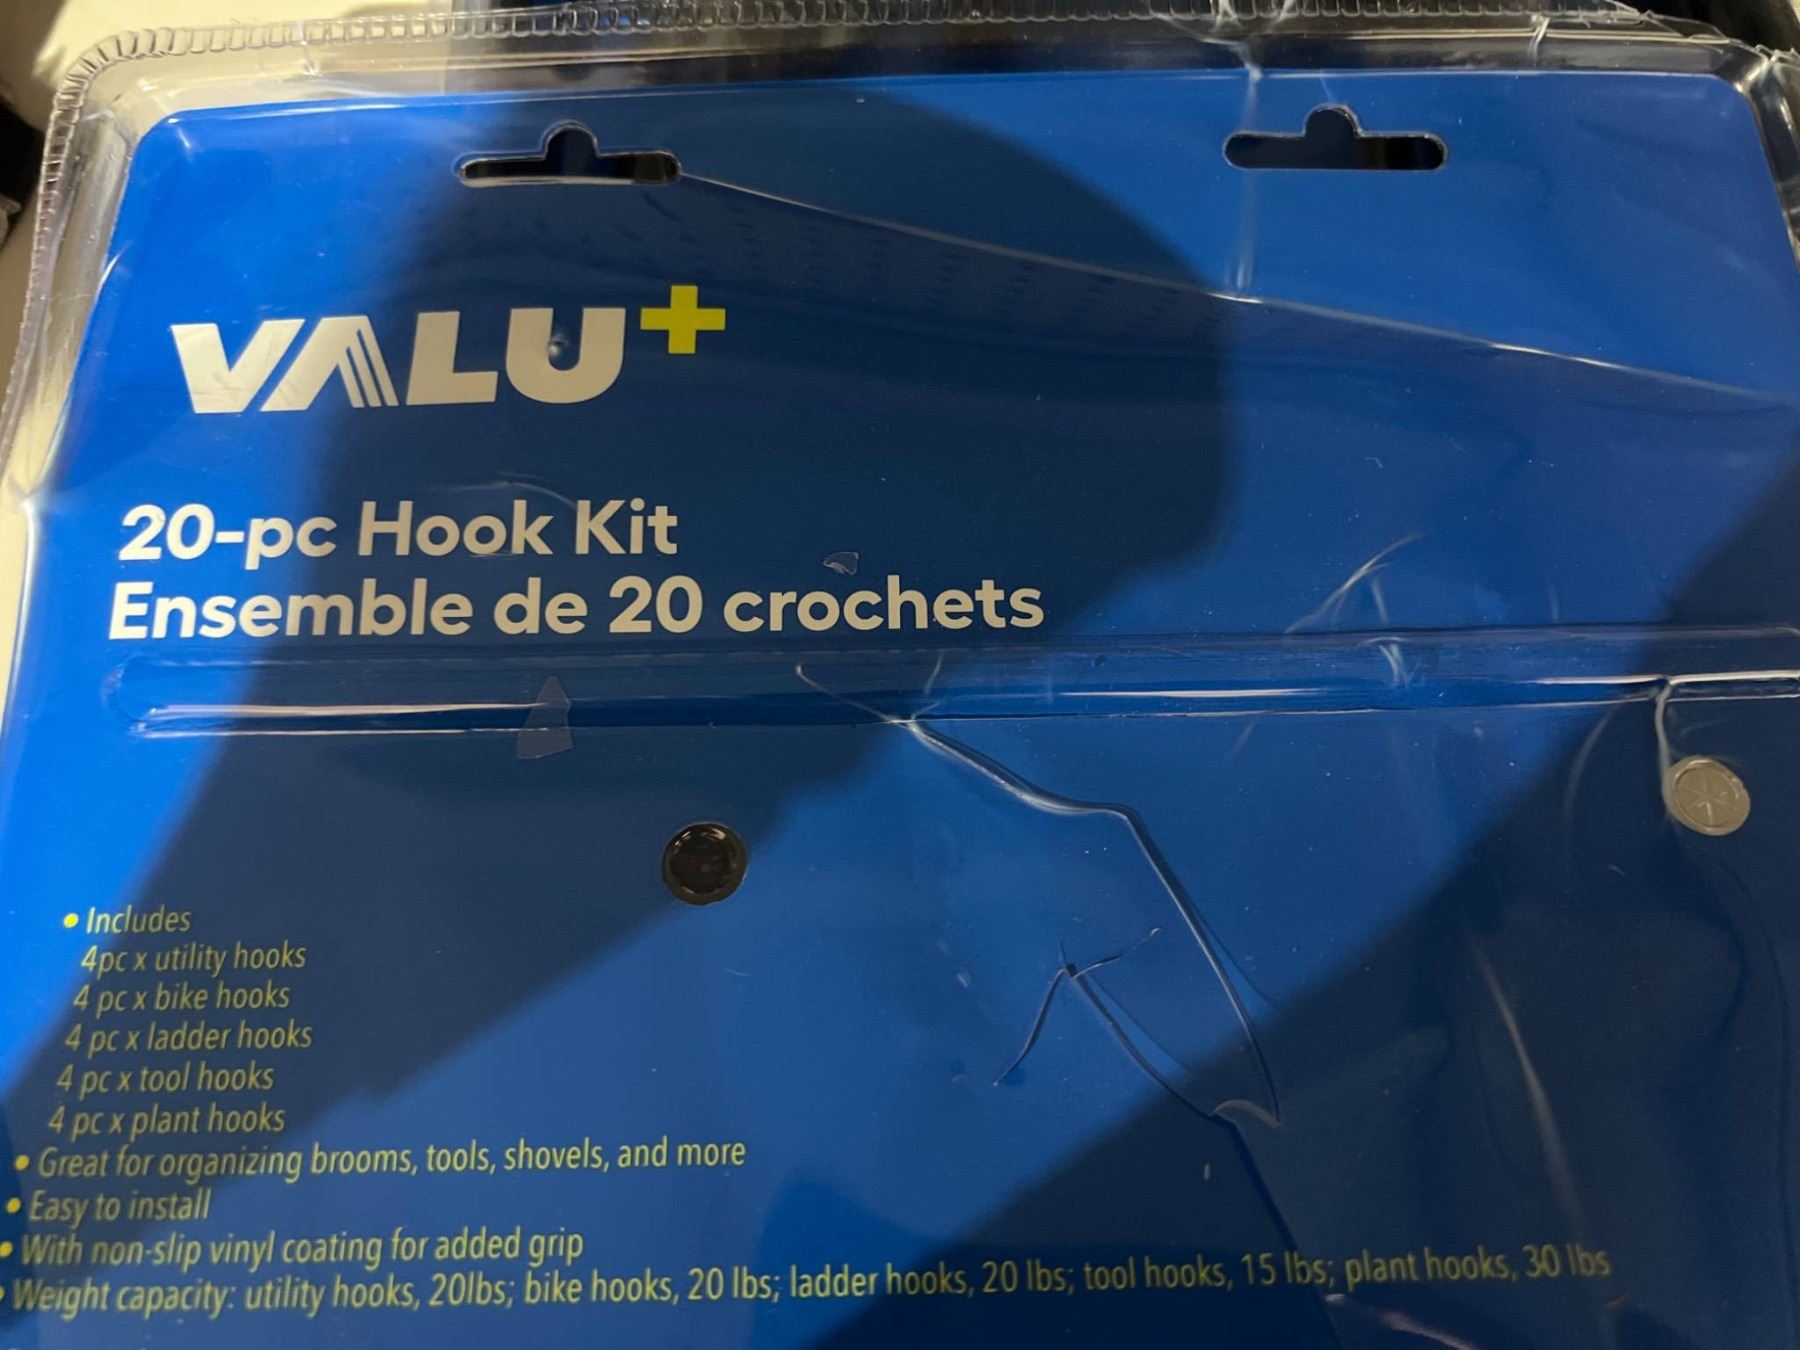 VALU+
20-pc Hook Kit
Ensemble de 20 crochets
• Includes
4pc x utility hooks
4 pc x bike hooks
4 pc x ladder hooks
4 pc x tool hooks
4 pc x plant hooks
• Great for organizing brooms, tools, shovels, and more
• Easy to install
• With non-slip vinyl coating for added grip
• Weight capacity: utility hooks, 20lbs; bike hooks, 20 lbs; ladder hooks, 20 lbs; tool hooks, 15 lbs; plant hooks, 30 lbs